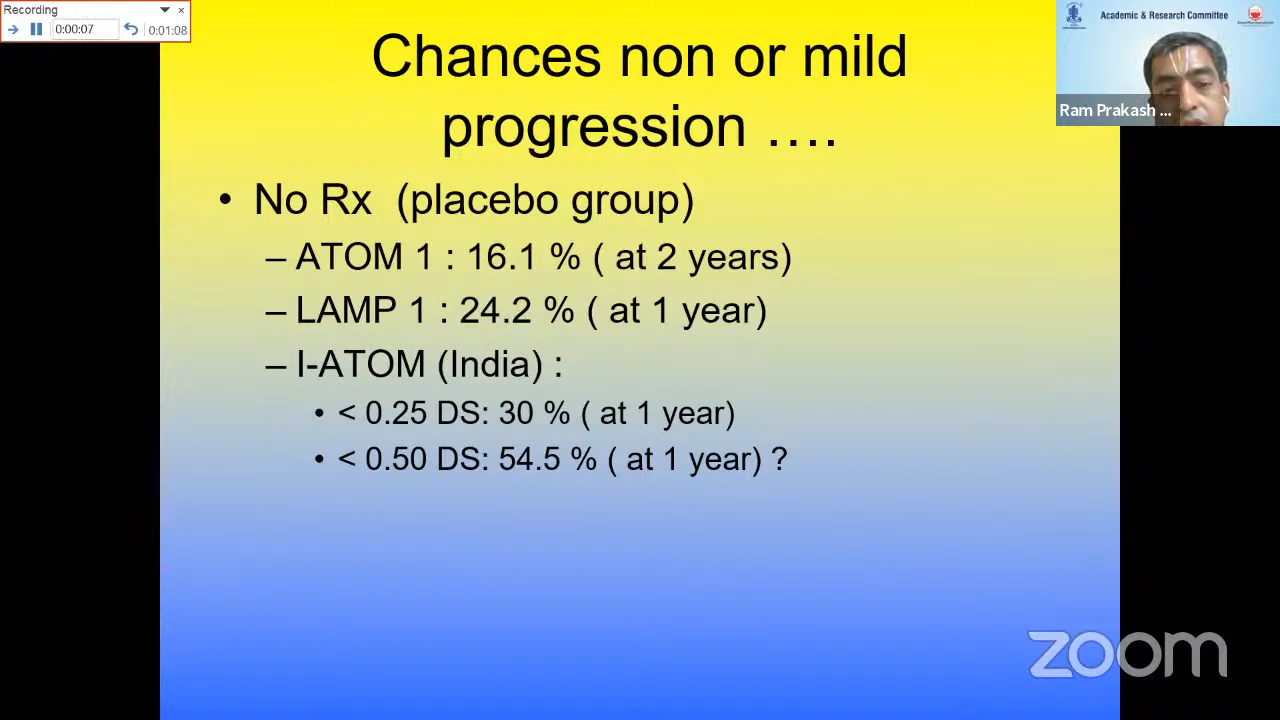 Recording
0:00:07
0:01:08
Academic & Research Committee
Ram Prakash ...
Chances non or mild
progression ....
• No Rx (placebo group)
– ATOM 1 : 16.1 % ( at 2 years)
– LAMP 1 : 24.2 % ( at 1 year)
– I-ATOM (India) :
• < 0.25 DS: 30 % ( at 1 year)
• < 0.50 DS: 54.5 % ( at 1 year) ?
zoom